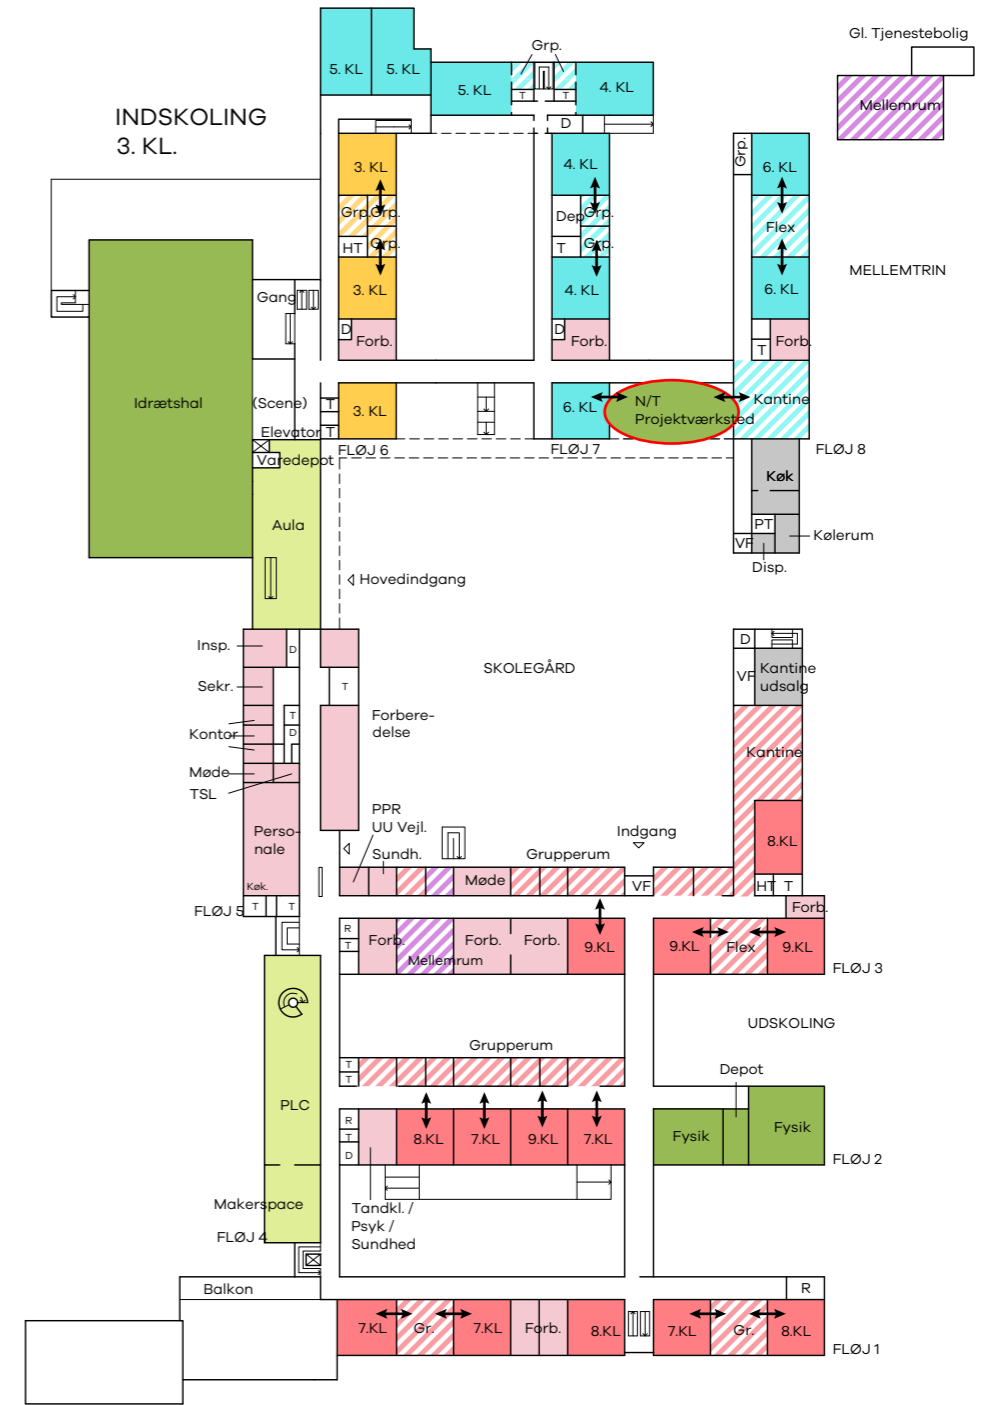 Gl. Tjenestebolig
Grp.
5. KL
5. KL
5. KL
4. KL
T
T
Mellemrum
INDSKOLING
3. KL.
D
3. KL
4. KL
Grp.
6. KL
Grp.
Grp.
Dep
Grp.
Flex
HT
Grp.
T
Grp.
MELLEMTRIN
3. KL
4. KL
6. KL
Gang
D
Forb.
D
Forb.
T
Forb.
Idrætshal
(Scene)
T
3. KL
6. KL
N/T
Projektværksted
Kantine
Elevator
T
FLØJ 6
FLØJ 7
FLØJ 8
Varedepot
Køk
Aula
PT
VF
Kølerum
Disp.
Hovedindgang
Insp.
D
D
SKOLEGÅRD
VF
Kantine
udsalg
Sekr.
T
T
Forbere-
delse
Kontor
D
Kantine
Møde
TSL
PPR
UU Vejl.
Perso-
nale
Indgang
8.KL
Sundh.
Grupperum
Køk.
Møde
VF
HT
T
FLØJ 5
T
T
Forb.
R
T
Forb.
Mellemrum
Forb.
Forb.
9.KL
9.KL
Flex
9.KL
FLØJ 3
UDSKOLING
Grupperum
T
T
Depot
PLC
R
T
D
8.KL
7.KL
9.KL
7.KL
Fysik
Fysik
FLØJ 2
Makerspace
Tandkl. /
Psyk /
Sundhed
FLØJ 4
Balkon
R
7.KL
Gr.
7.KL
Forb.
8.KL
7.KL
Gr.
8.KL
FLØJ 1